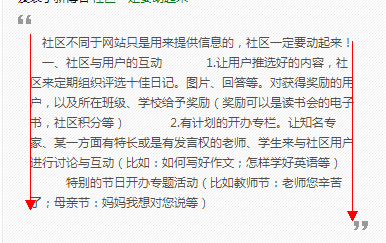 社区不同于网站只是用来提供信息的，社区一定要动起来！
一、社区与用户的互动 1.让用户推选好的内容，社
区来定期组织评选十佳日记。图片、回答等。对获得奖励的用
户，以及所在班级、学校给予奖励（奖励可以是读书会的电子
书，社区积分等） 2.有计划的开办专栏。让知名专
家、某一方面有特长或是有发言权的老师、学生来与社区用户
进行讨论与互动（比如：如何写好作文；怎样学好英语等）
特别的节日开办专题活动（比如教师节：老师您辛苦
了；母亲节：妈妈我想对您说等）